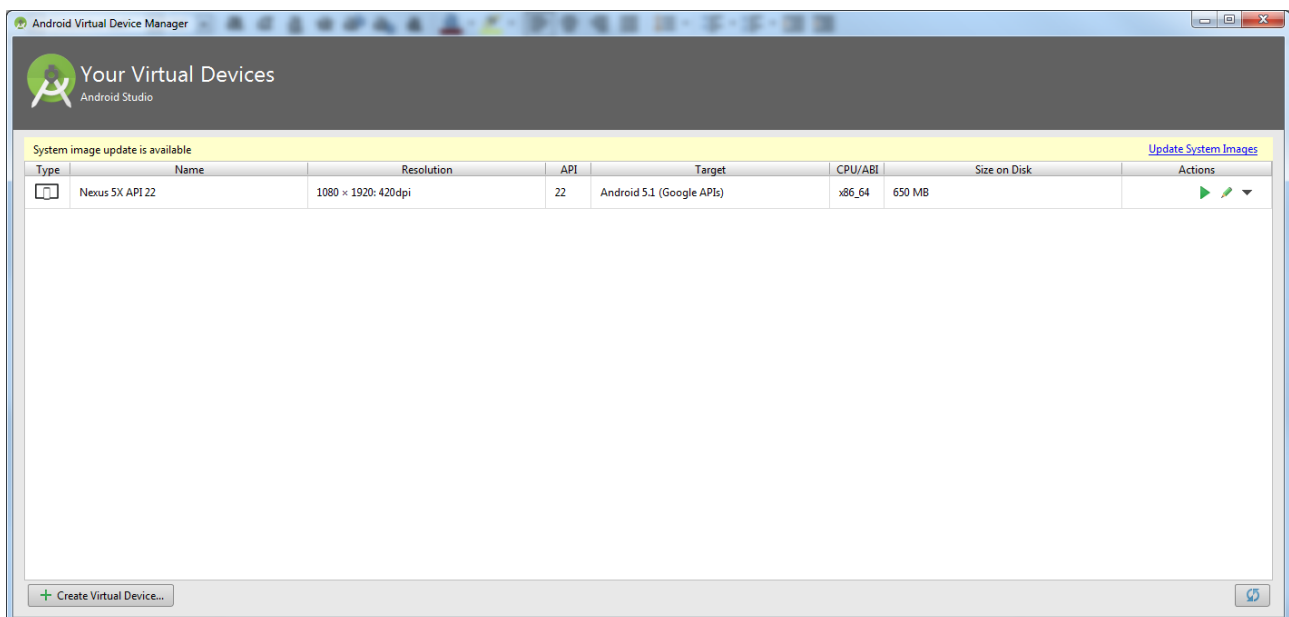 Android Virtual Device Manager
Your Virtual Devices
Android Studio
System image update is available Update System Images
Type Name Resolution API Target CPU/ABI Size on Disk Actions
Nexus 5X API 22 1080 × 1920: 420dpi 22 Android 5.1 (Google APIs) x86_64 650 MB
Create Virtual Device...